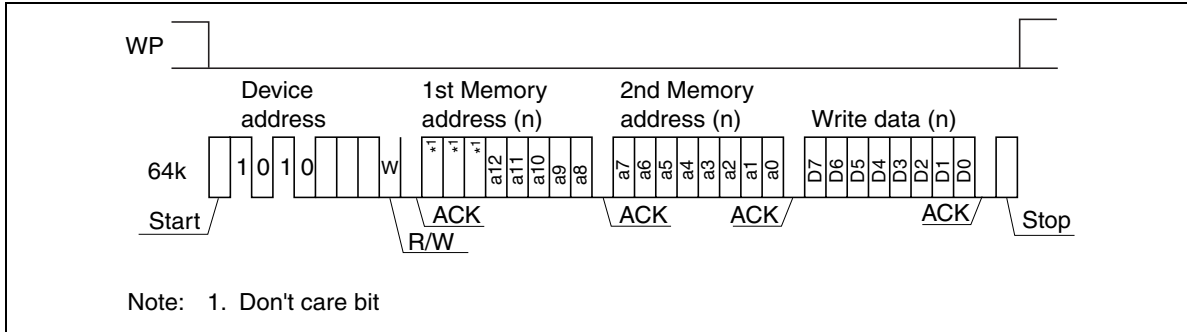 WP
Device address
1st Memory address (n)
2nd Memory address (n)
Write data (n)
64k
1 0 1 0 W *1 *1 *1 a12 a11 a10 a9 a8 a7 a6 a5 a4 a3 a2 a1 a0 D7 D6 D5 D4 D3 D2 D1 D0
Start
R/W
ACK
ACK
ACK
ACK
Stop
Note: 1. Don't care bit